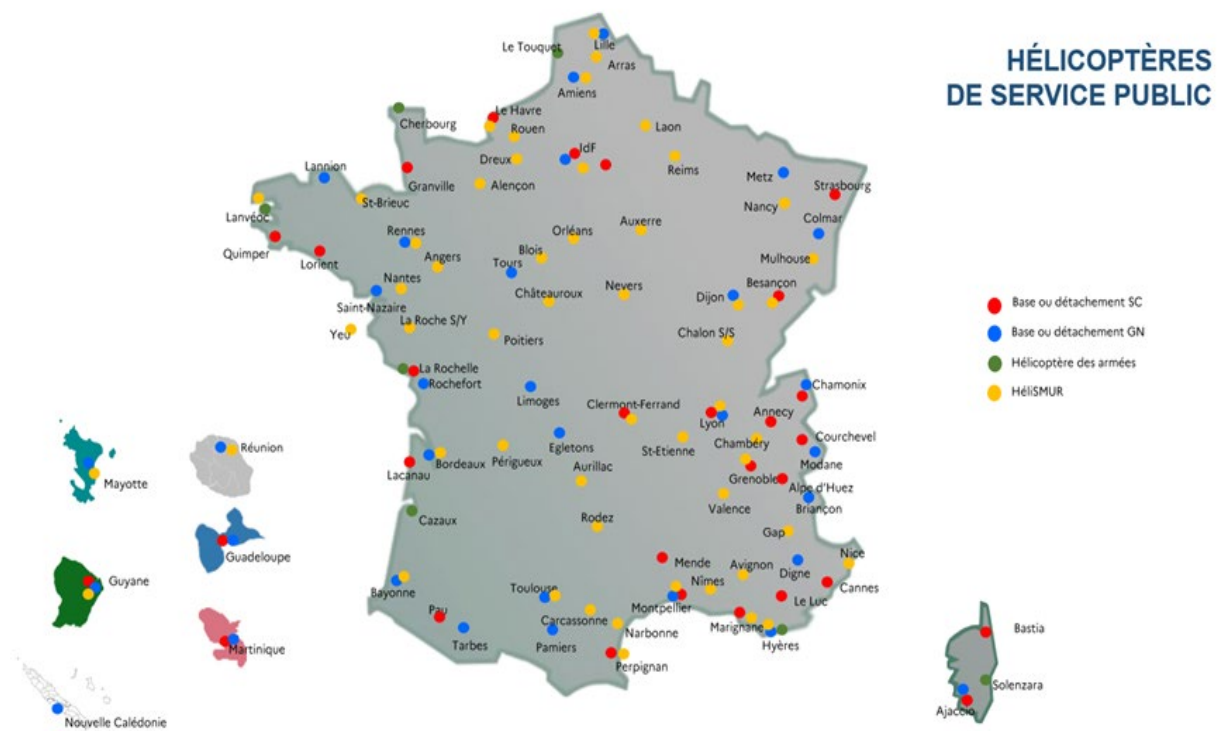 HÉLICOPTÈRES
DE SERVICE PUBLIC
Le Touquet
Lille
Arras
Amiens
Cherbourg
Le Havre
Rouen
Laon
IdF
Dreux
Reims
Lannion
Granville
Alençon
Metz
Strasbourg
St-Brieuc
Nancy
Lanvéoc
Colmar
Auxerre
Rennes
Orléans
Quimper
Angers
Blois
Lorient
Tours
Mulhouse
Nantes
Châteauroux
Nevers
Dijon
Besançon
Saint-Nazaire
La Roche S/Y
Yeu
Poitiers
Chalon S/S
La Rochelle
Rochefort
Limoges
Clermont-Ferrand
Chamonix
Annecy
Lyon
Egletons
St-Etienne
Chambéry
Courchevel
Bordeaux
Périgueux
Aurillac
Modane
Lacanau
Grenoble
Alpe d'Huez
Valence
Briançon
Cazaux
Rodez
Gap
Nice
Mende
Avignon
Digne
Nîmes
Cannes
Bayonne
Toulouse
Montpellier
Le Luc
Pau
Carcassonne
Marignane
Narbonne
Tarbes
Pamiers
Hyères
Perpignan
Base ou détachement SC
Base ou détachement GN
Hélicoptère des armées
HéliSMUR
Réunion
Mayotte
Guadeloupe
Guyane
Martinique
Nouvelle Calédonie
Bastia
Solenzara
Ajaccio